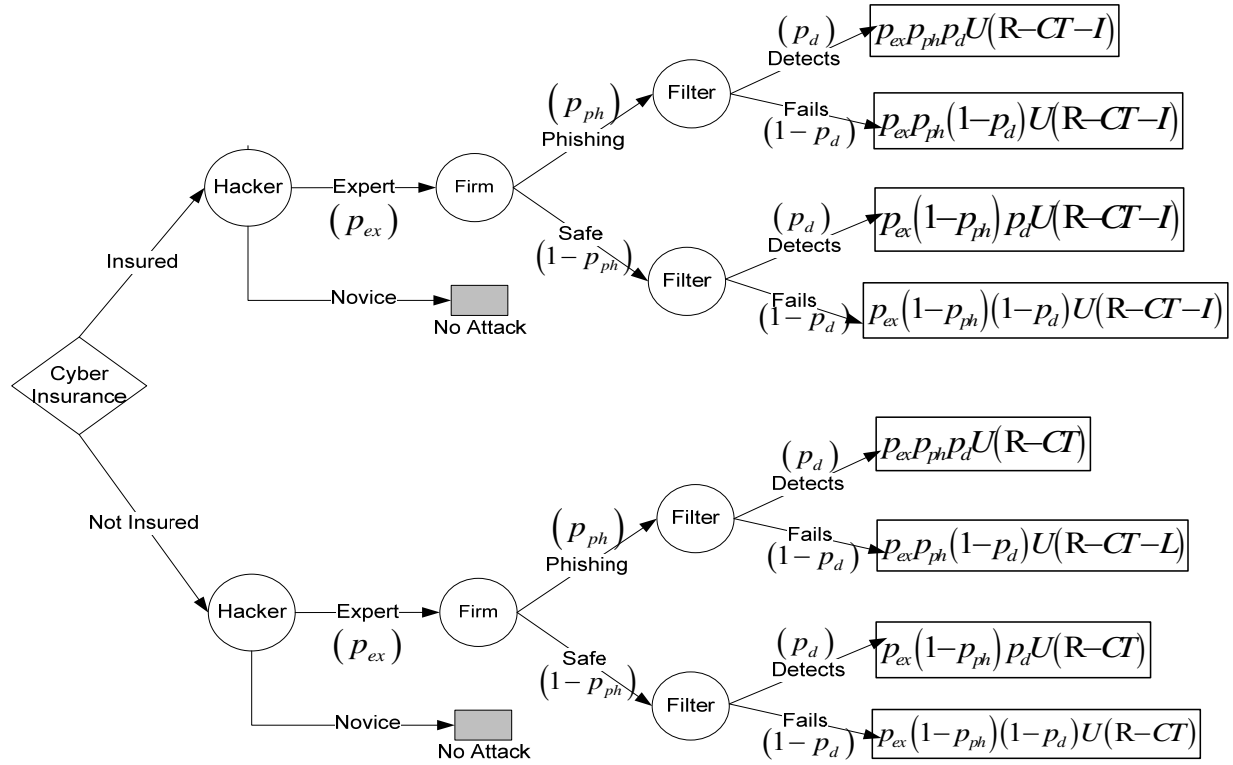 (p_d)
Detects
p_ex p_ph p_d U(R–CT–I)
Filter
(p_ph)
Phishing
Fails
(1–p_d)
p_ex p_ph (1–p_d) U(R–CT–I)
Hacker
Expert
(p_ex)
Firm
(p_d)
Detects
p_ex (1–p_ph) p_d U(R–CT–I)
Safe
(1–p_ph)
Filter
Insured
Novice
No Attack
Fails
(1–p_d)
p_ex (1–p_ph)(1–p_d) U(R–CT–I)
Cyber
Insurance
(p_d)
Detects
p_ex p_ph p_d U(R–CT)
Not Insured
(p_ph)
Phishing
Filter
Fails
(1–p_d)
p_ex p_ph (1–p_d) U(R–CT–L)
Hacker
Expert
(p_ex)
Firm
(p_d)
Detects
p_ex (1–p_ph) p_d U(R–CT)
Safe
(1–p_ph)
Filter
Novice
No Attack
Fails
(1–p_d)
p_ex (1–p_ph)(1–p_d) U(R–CT)